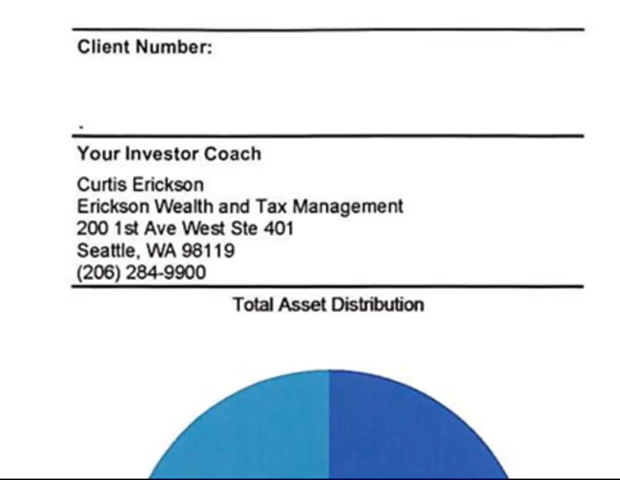 Client Number:
Your Investor Coach
Curtis Erickson
Erickson Wealth and Tax Management
200 1st Ave West Ste 401
Seattle, WA 98119
(206) 284-9900
Total Asset Distribution